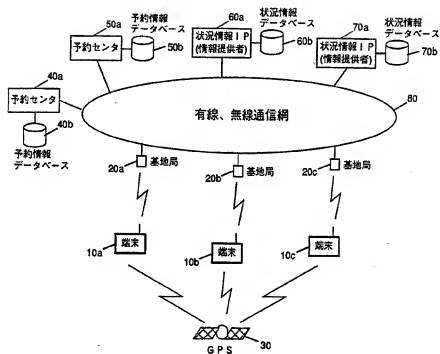 50a
予約センタ
予約情報
データベース
50b
60a
状況情報IP
(情報提供者)
状況情報
データベース
60b
70a
状況情報IP
(情報提供者)
状況情報
データベース
70b
40a
予約センタ
40b
予約情報
データベース
有線、無線通信網
80
20a
基地局
20b
基地局
20c
基地局
10a
端末
10b
端末
10c
端末
30
GPS